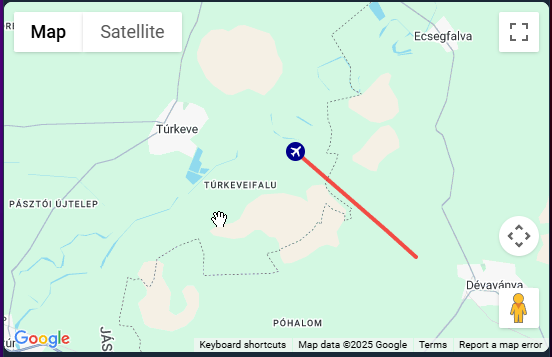 Map
Satellite
Ecsegfalva
Túrkeve
TÚRKEVEIFALU
PÁSZTÓI ÚJTELEP
Dévaványa
PÓHALOM
JÁS
túr
Google
Keyboard shortcuts
Map data ©2025 Google
Terms
Report a map error